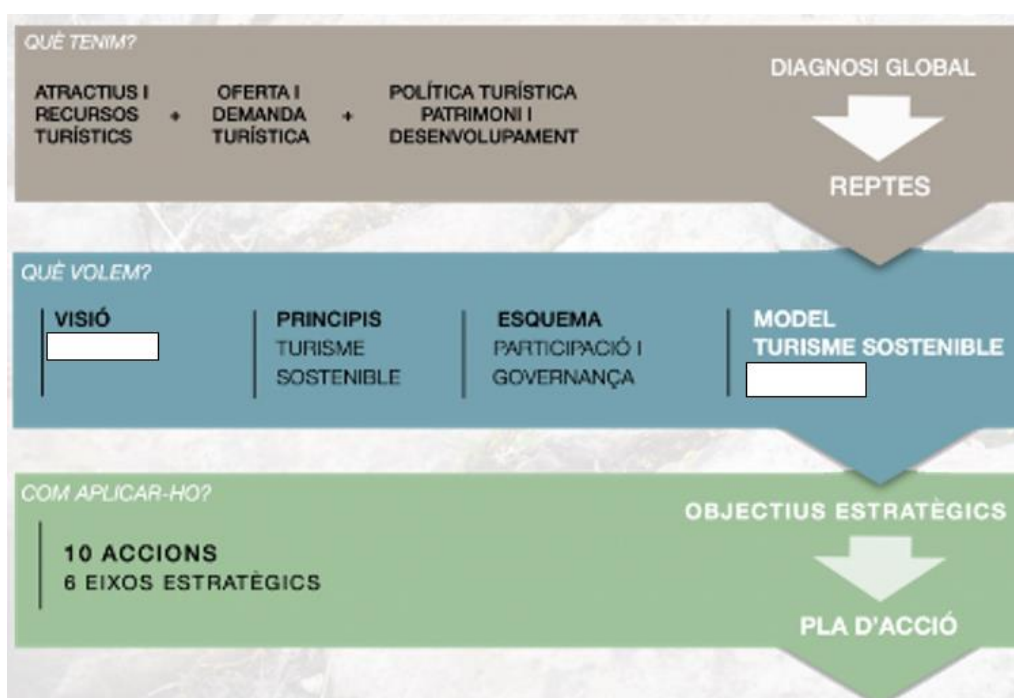 QUÈ TENIM?
ATRACTIUS I
RECURSOS
TURÍSTICS
+
OFERTA I
DEMANDA
TURÍSTICA
+
POLÍTICA TURÍSTICA
PATRIMONI I
DESENVOLUPAMENT
DIAGNOSI GLOBAL
REPTES
QUÈ VOLEM?
VISIÓ
PRINCIPIS
TURISME
SOSTENIBLE
ESQUEMA
PARTICIPACIÓ I
GOVERNANÇA
MODEL
TURISME SOSTENIBLE
COM APLICAR-HO?
10 ACCIONS
6 EIXOS ESTRATÈGICS
OBJECTIUS ESTRATÈGICS
PLA D'ACCIÓ